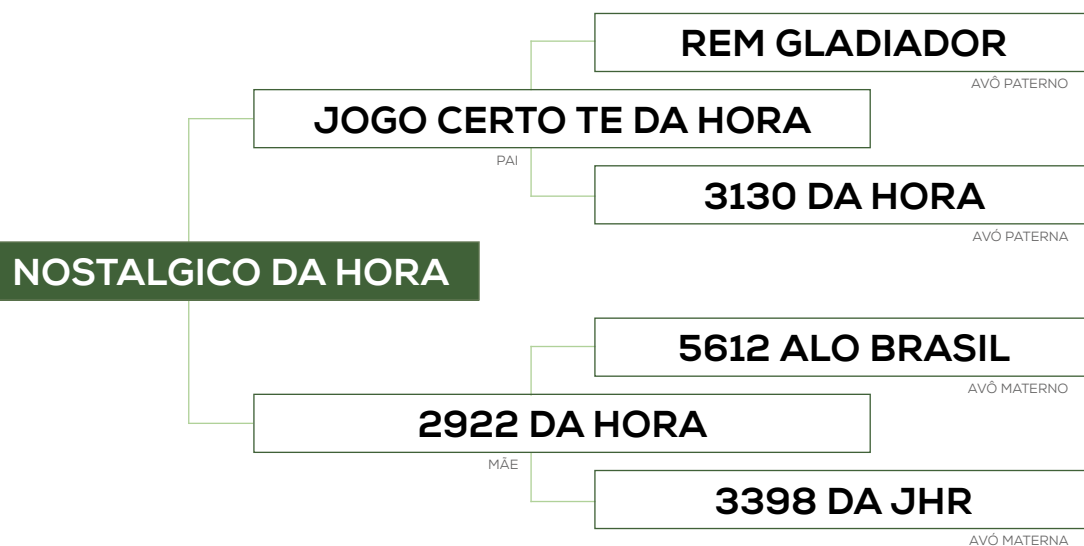 REM GLADIADOR
AVÔ PATERNO
JOGO CERTO TE DA HORA
PAI
3130 DA HORA
AVÓ PATERNA
NOSTALGICO DA HORA
5612 ALO BRASIL
AVÔ MATERNO
2922 DA HORA
MÃE
3398 DA JHR
AVÓ MATERNA